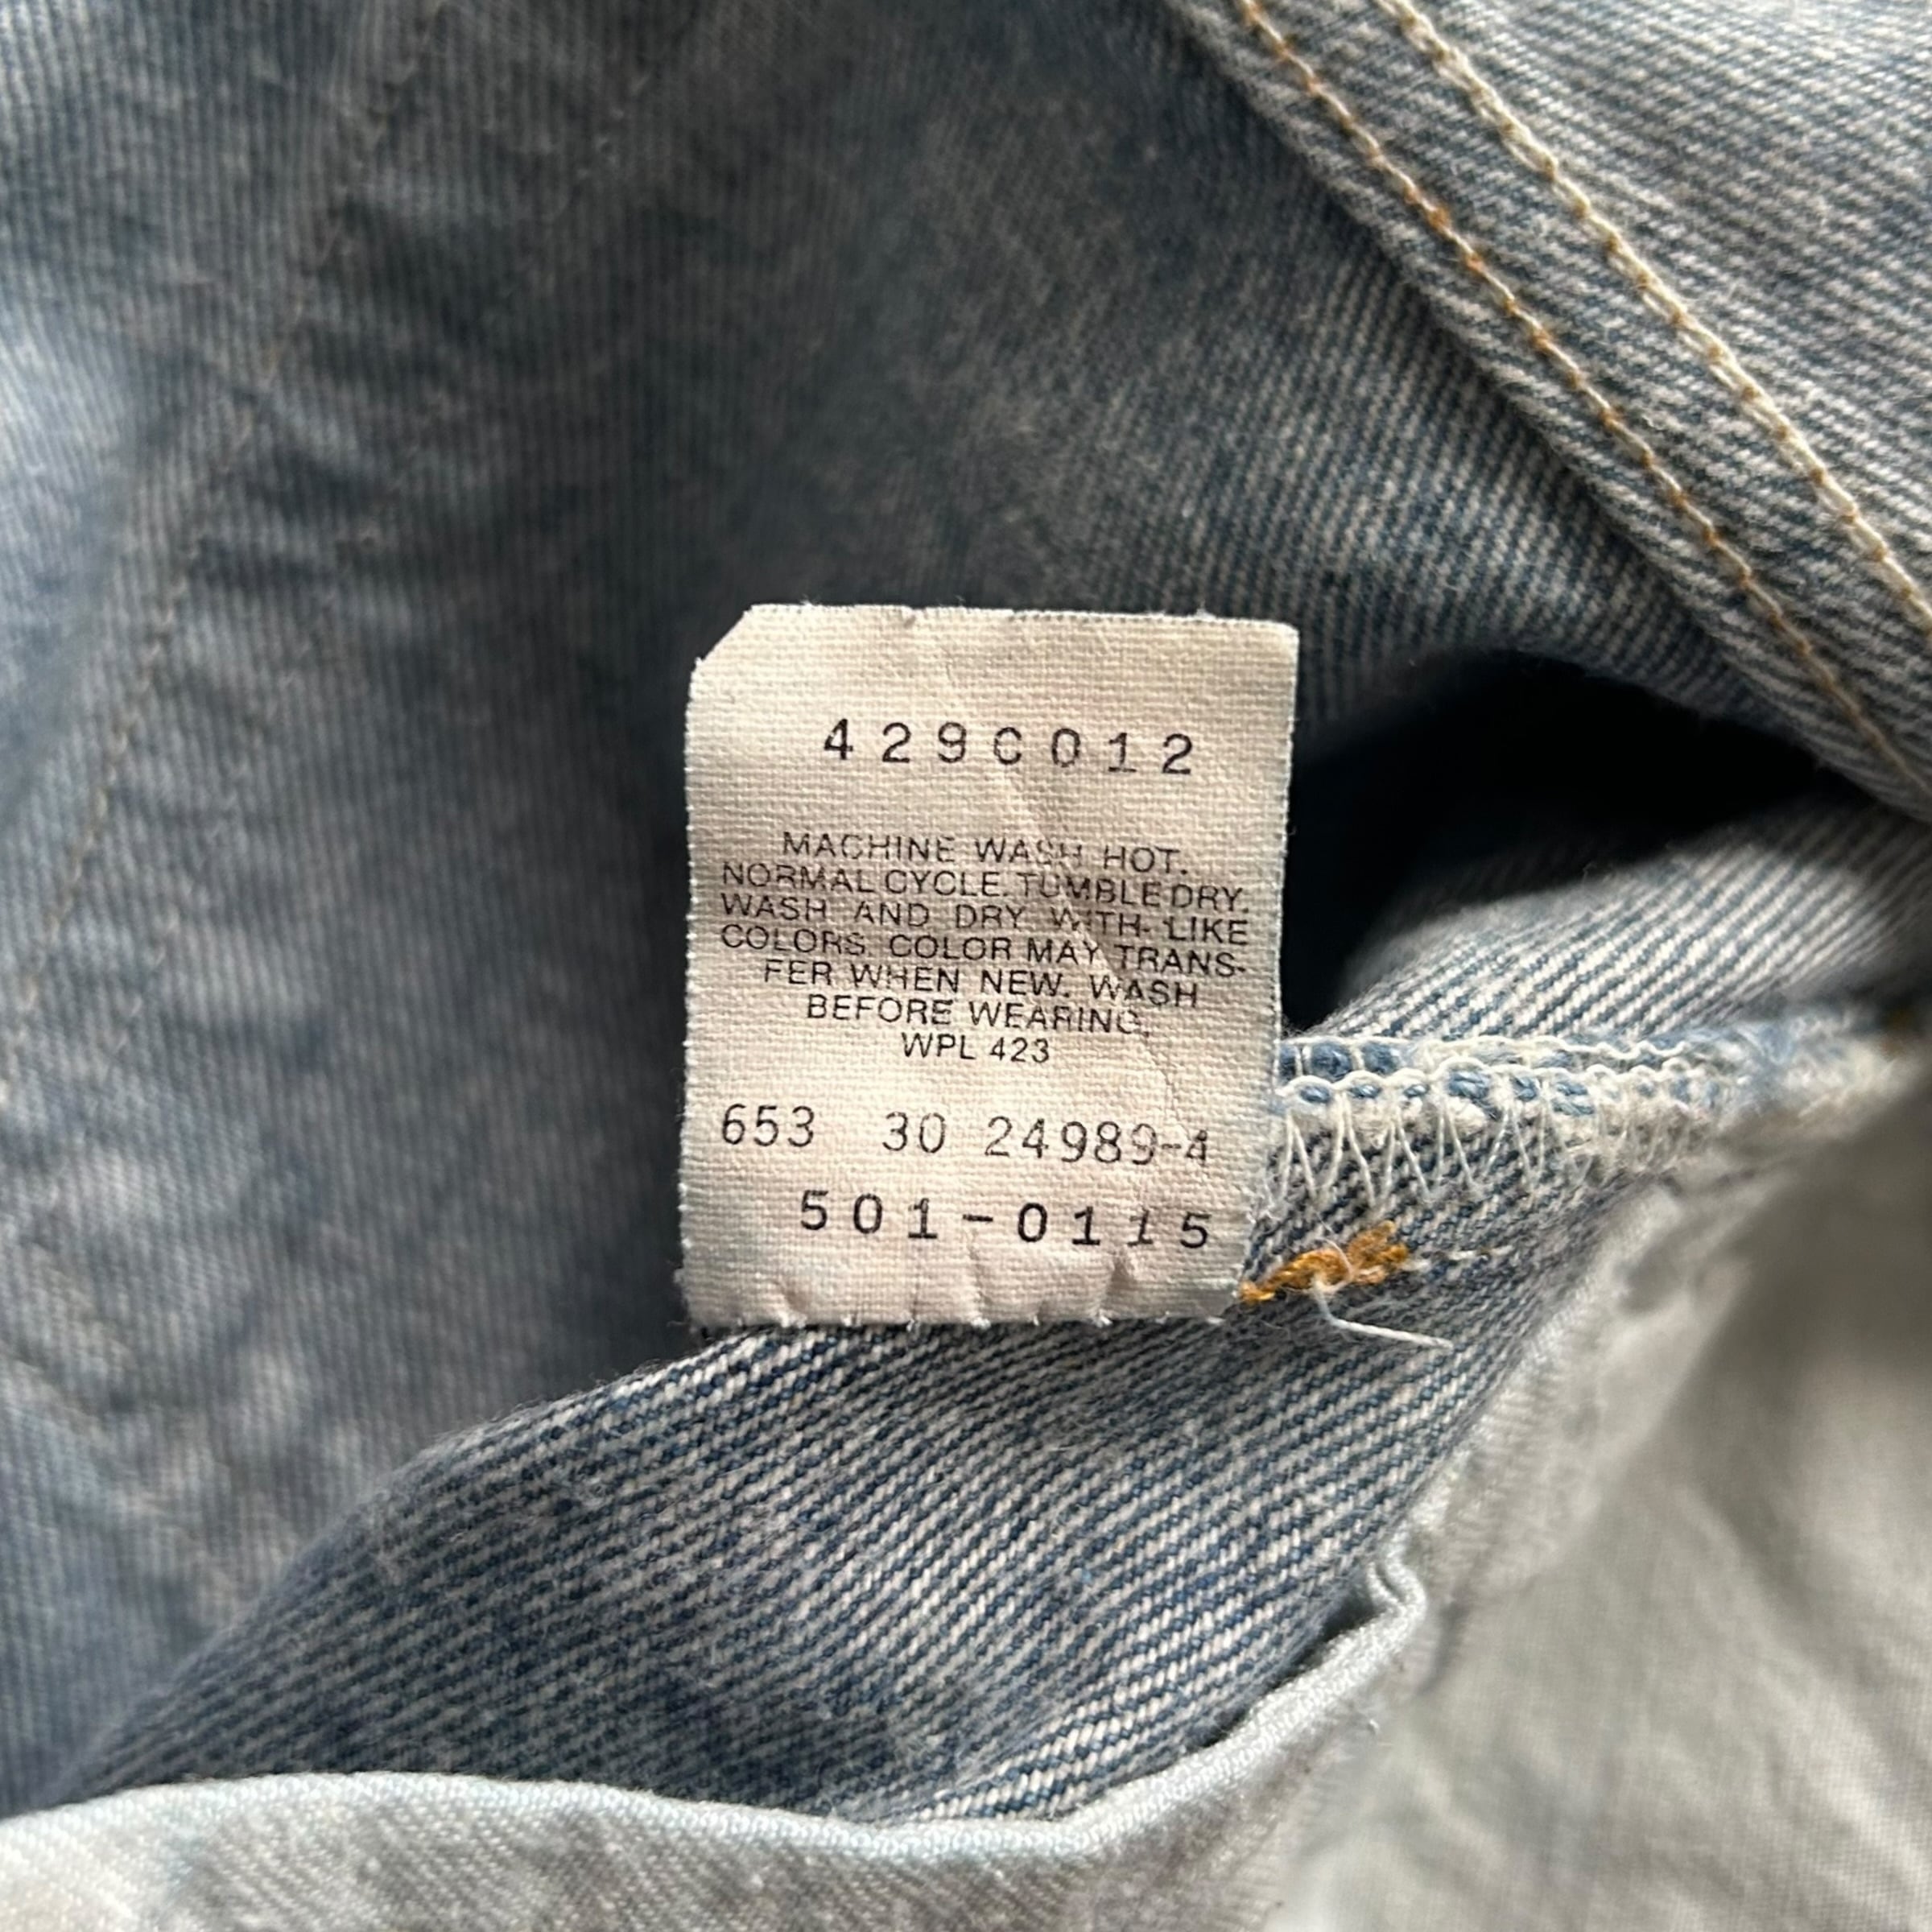 429C012
MACHINE WASH HOT.
NORMAL CYCLE. TUMBLE DRY.
WASH AND DRY WITH LIKE
COLORS. COLOR MAY TRANS-
FER WHEN NEW. WASH
BEFORE WEARING.
WPL 423
653 30 24989-4
501-0115